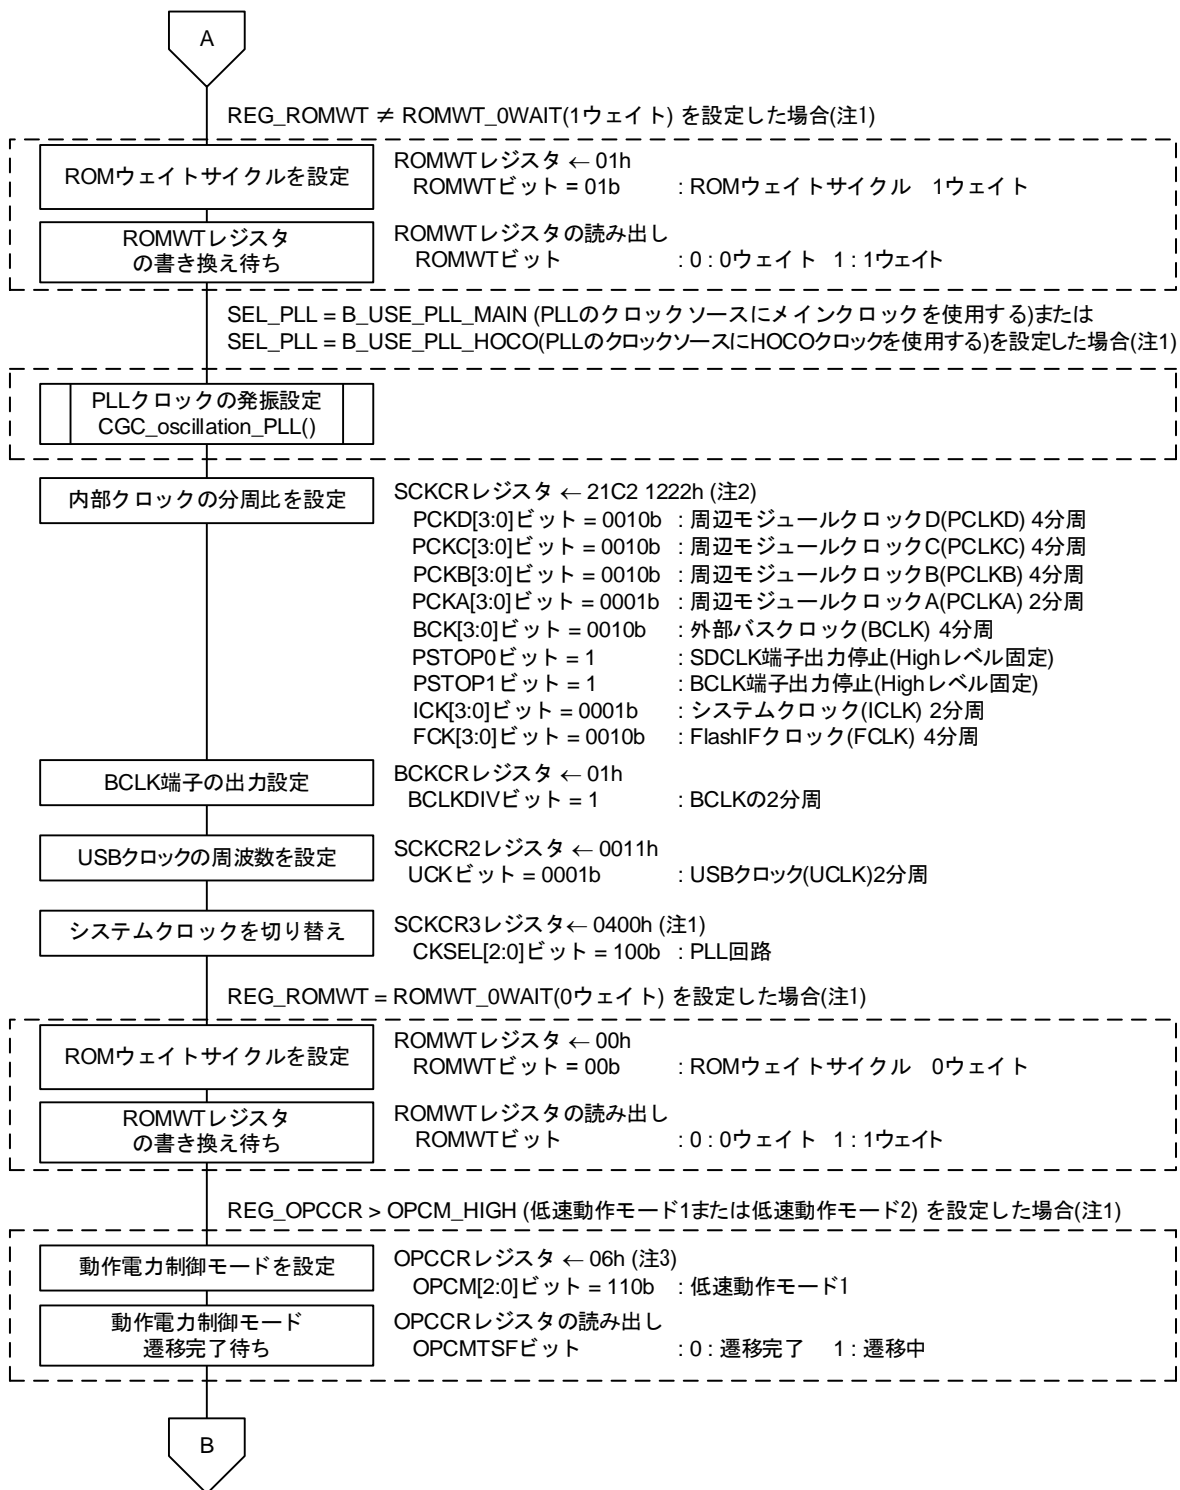 A
REG_ROMWT ≠ ROMWT_0WAIT(1ウェイト) を設定した場合(注1)
ROMウェイトサイクルを設定
ROMWTレジスタ ← 01h
ROMWTビット = 01b : ROMウェイトサイクル 1ウェイト
ROMWTレジスタ
の書き換え待ち
ROMWTレジスタの読み出し
ROMWTビット : 0 : 0ウェイト 1 : 1ウェイト
SEL_PLL = B_USE_PLL_MAIN (PLLのクロックソースにメインクロックを使用する)または
SEL_PLL = B_USE_PLL_HOCO(PLLのクロックソースにHOCOクロックを使用する)を設定した場合(注1)
PLLクロックの発振設定
CGC_oscillation_PLL()
内部クロックの分周比を設定
SCKCRレジスタ ← 21C2 1222h (注2)
PCKD[3:0]ビット = 0010b : 周辺モジュールクロックD(PCLKD) 4分周
PCKC[3:0]ビット = 0010b : 周辺モジュールクロックC(PCLKC) 4分周
PCKB[3:0]ビット = 0010b : 周辺モジュールクロックB(PCLKB) 4分周
PCKA[3:0]ビット = 0001b : 周辺モジュールクロックA(PCLKA) 2分周
BCK[3:0]ビット = 0010b : 外部バスクロック(BCLK) 4分周
PSTOP0ビット = 1 : SDCLK端子出力停止(Highレベル固定)
PSTOP1ビット = 1 : BCLK端子出力停止(Highレベル固定)
ICK[3:0]ビット = 0001b : システムクロック(ICLK) 2分周
FCK[3:0]ビット = 0010b : FlashIFクロック(FCLK) 4分周
BCLK端子の出力設定
BCKCRレジスタ ← 01h
BCLKDIVビット = 1 : BCLKの2分周
USBクロックの周波数を設定
SCKCR2レジスタ ← 0011h
UCKビット = 0001b : USBクロック(UCLK)2分周
システムクロックを切り替え
SCKCR3レジスタ← 0400h (注1)
CKSEL[2:0]ビット = 100b : PLL回路
REG_ROMWT = ROMWT_0WAIT(0ウェイト) を設定した場合(注1)
ROMウェイトサイクルを設定
ROMWTレジスタ ← 00h
ROMWTビット = 00b : ROMウェイトサイクル 0ウェイト
ROMWTレジスタ
の書き換え待ち
ROMWTレジスタの読み出し
ROMWTビット : 0 : 0ウェイト 1 : 1ウェイト
REG_OPCCR > OPCM_HIGH (低速動作モード1または低速動作モード2) を設定した場合(注1)
動作電力制御モードを設定
OPCCRレジスタ ← 06h (注3)
OPCM[2:0]ビット = 110b : 低速動作モード1
動作電力制御モード
遷移完了待ち
OPCCRレジスタの読み出し
OPCMTSFビット : 0 : 遷移完了 1 : 遷移中
B